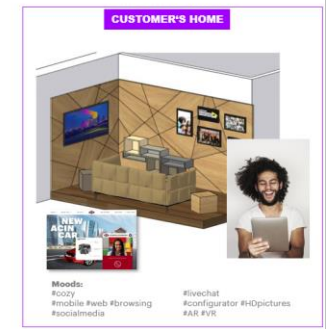 CUSTOMER'S HOME
NEW
ACIN
CAR
Moods:
#cozy
#mobile #web #browsing
#socialmedia
#livechat
#configurator #HDpictures
#AR #VR